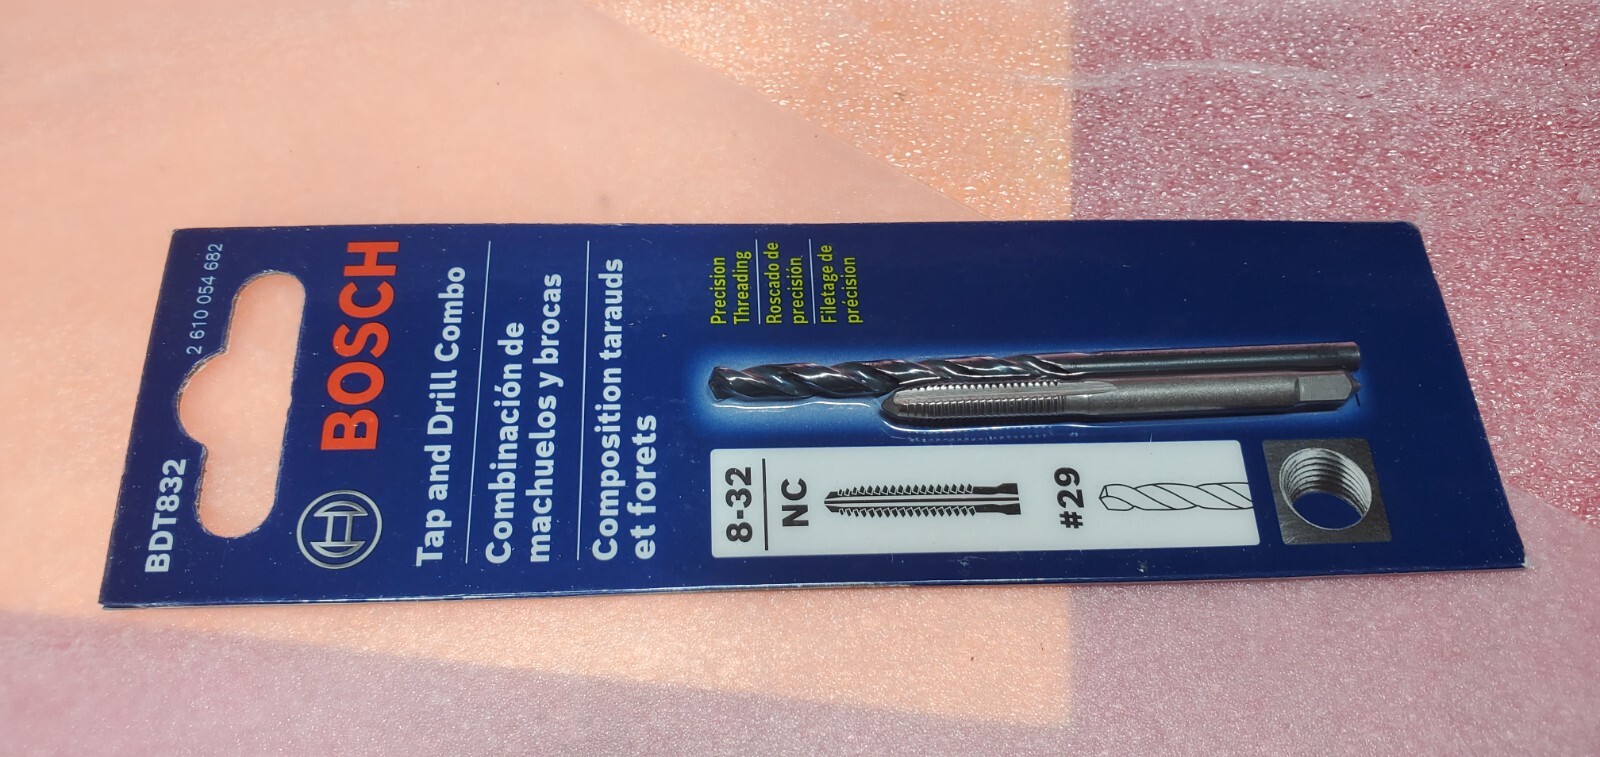 BDT832
2 610 054 682
BOSCH
Tap and Drill Combo
Combinación de
machuelos y brocas
Composition tarauds
et forets
Precision
Threading
Roscado de
precisión
Filetage de
précision
8-32
NC
#29